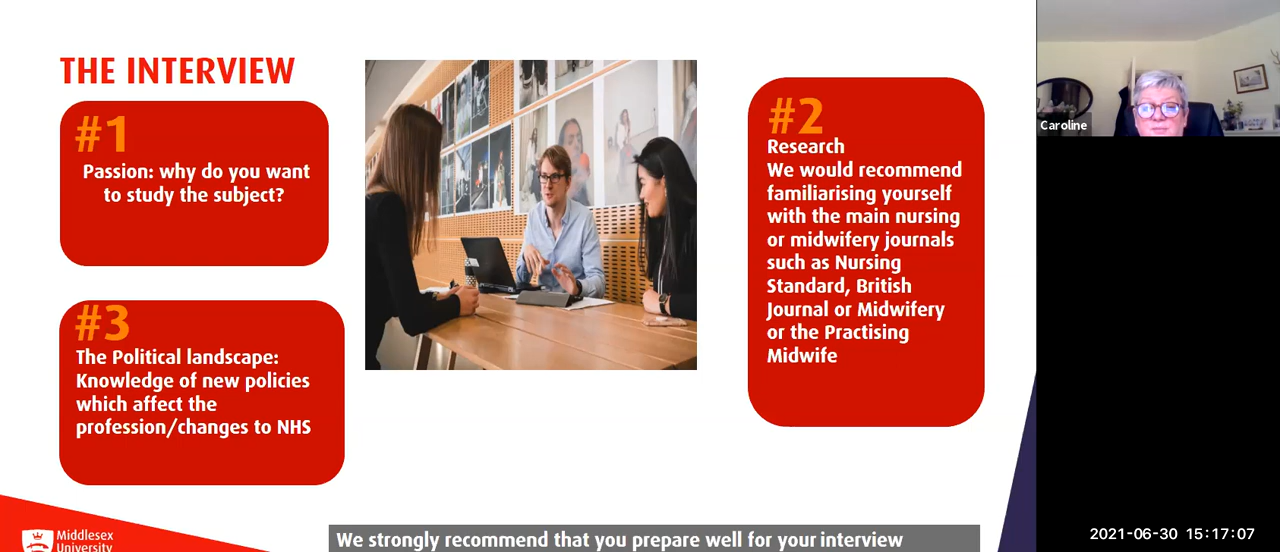 THE INTERVIEW
#1
Passion: why do you want
to study the subject?
#2
Research
We would recommend
familiarising yourself
with the main nursing
or midwifery journals
such as Nursing
Standard, British
Journal or Midwifery
or the Practising
Midwife
#3
The Political landscape:
Knowledge of new policies
which affect the
profession/changes to NHS
Middlesex
University
We strongly recommend that you prepare well for your interview
Caroline
2021-06-30 15:17:07